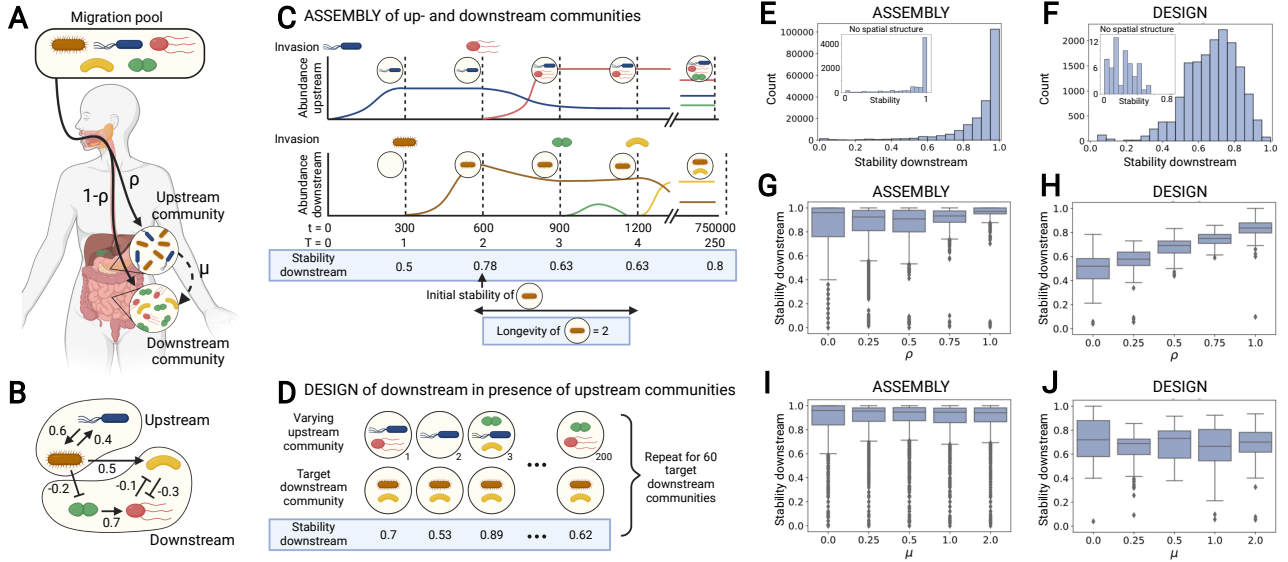 A
Migration pool
ρ
1-ρ
Upstream
community
μ
Downstream
community
B
Upstream
0.6
0.4
0.5
-0.2
-0.1
-0.3
0.7
Downstream
C ASSEMBLY of up- and downstream communities
Invasion
Abundance
upstream
Invasion
Abundance
downstream
t = 0 300 600 900 1200 750000
T = 0 1 2 3 4 250
Stability
downstream
0.5 0.78 0.63 0.63 0.8
Initial stability of
Longevity of = 2
D DESIGN of downstream in presence of upstream communities
Varying
upstream
community
1 2 3 200
Target
downstream
community
Stability
downstream
0.7 0.53 0.89 ••• 0.62
Repeat for 60
target
downstream
communities
E ASSEMBLY
No spatial structure
4000
2000
0
0 1
Stability
100000
80000
60000
40000
20000
0
Count
0.0 0.2 0.4 0.6 0.8 1.0
Stability downstream
F DESIGN
No spatial structure
12
6
0
0 0.8
Stability
2000
1500
1000
500
0
Count
0.0 0.2 0.4 0.6 0.8 1.0
Stability downstream
G ASSEMBLY
1.0
0.8
0.6
0.4
0.2
0.0
Stability downstream
0.0 0.25 0.5 0.75 1.0
ρ
H DESIGN
1.0
0.8
0.6
0.4
0.2
0.0
Stability downstream
0.0 0.25 0.5 0.75 1.0
ρ
I ASSEMBLY
1.0
0.8
0.6
0.4
0.2
0.0
Stability downstream
0.0 0.25 0.5 1.0 2.0
μ
J DESIGN
1.0
0.8
0.6
0.4
0.2
0.0
Stability downstream
0.0 0.25 0.5 1.0 2.0
μ